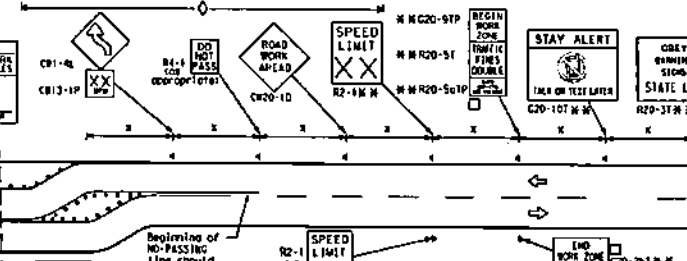 CW1-4L
XX
MPH
CW13-1P
DO
NOT
PASS
R4-1
appropriate)
ROAD
WORK
AHEAD
CW20-1D
SPEED
LIMIT
XX
R2-1**
**G20-9TP
**R20-5T
**R20-5aTP
BEGIN
WORK
ZONE
TRAFFIC
FINES
DOUBLE
STAY ALERT
TALK OR TEXT LATER
G20-10T**
OBEY
WARNING
SIGNS
STATE L
R20-3T**
x x x x x x
Beginning of
NO-PASSING
line should
R2-1
SPEED
LIMIT
END
WORK ZONE